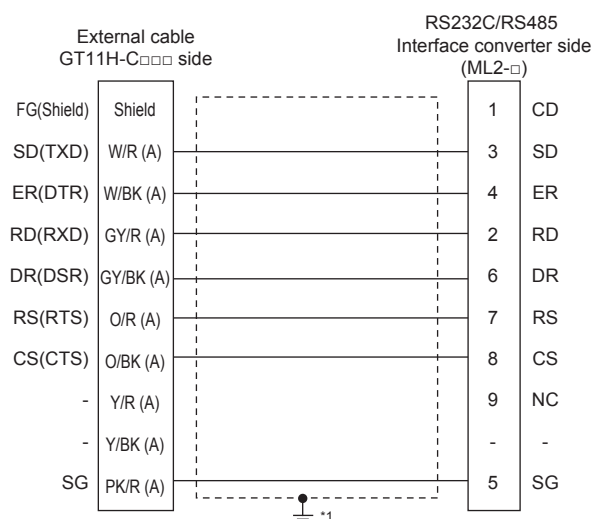 External cable
GT11H-C□□□ side
RS232C/RS485
Interface converter side
(ML2-□)
FG(Shield) Shield 1 CD
SD(TXD) W/R (A) 3 SD
ER(DTR) W/BK (A) 4 ER
RD(RXD) GY/R (A) 2 RD
DR(DSR) GY/BK (A) 6 DR
RS(RTS) O/R (A) 7 RS
CS(CTS) O/BK (A) 8 CS
- Y/R (A) 9 NC
- Y/BK (A) - -
SG PK/R (A) 5 SG
*1